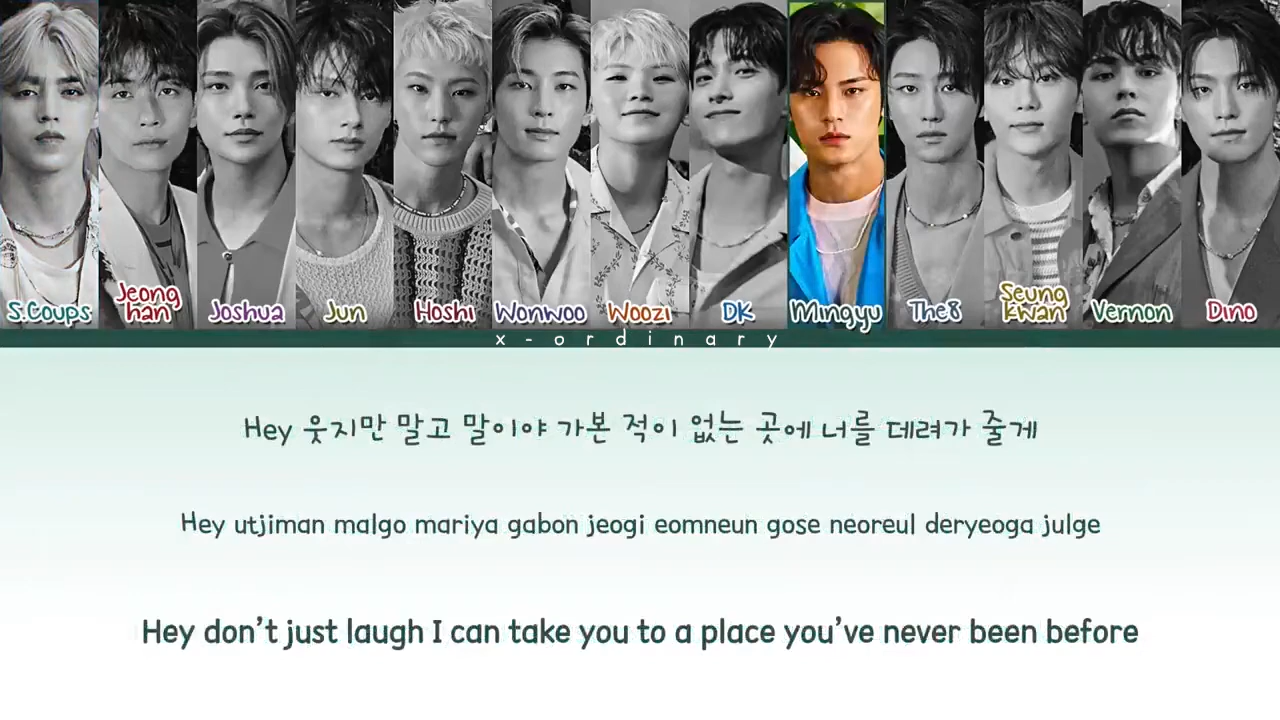 S.Coups
Jeong
han
Joshua
Jun
Hoshi
Wonwoo
Woozi
DK
Mingyu
The8
Seung
kwan
Vernon
Dino
x-ordinary
Hey 웃지만 말고 말이야 가본 적이 없는 곳에 너를 데려가 줄게
Hey utjiman malgo mariya gabon jeogi eomneun gose neoreul deryeoga julge
Hey don't just laugh I can take you to a place you've never been before